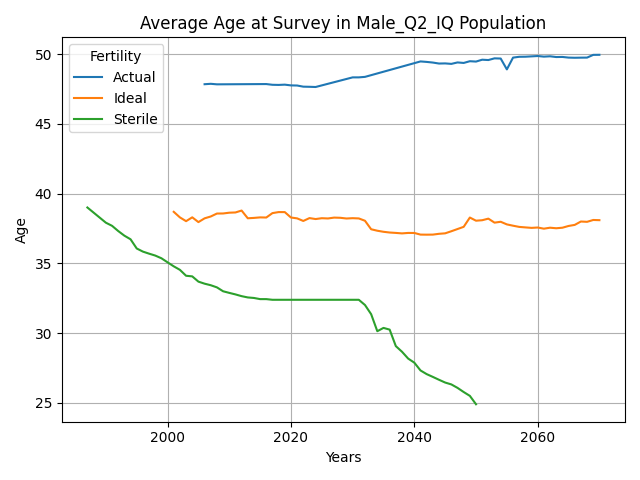 Average Age at Survey in Male_Q2_IQ Population
Fertility
Actual
Ideal
Sterile
50
45
40
35
30
25
Age
2000
2020
2040
2060
Years